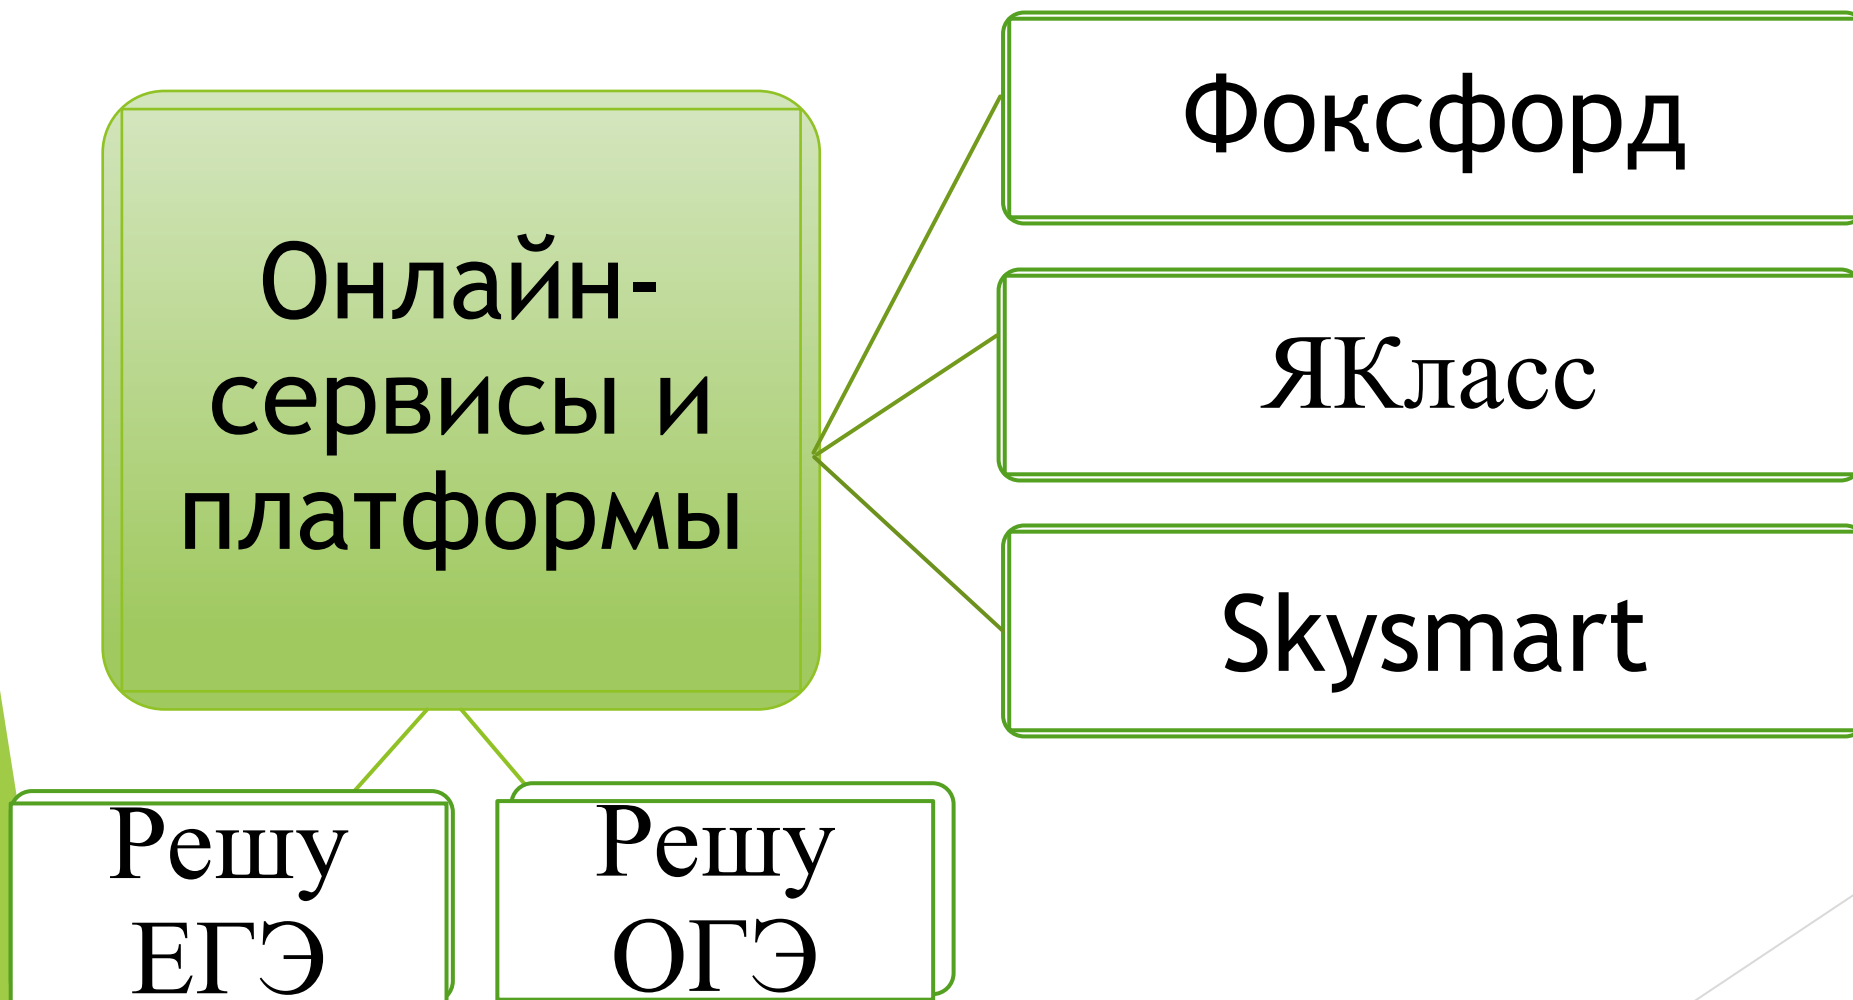 Онлайн-
сервисы и
платформы
Фоксфорд
ЯКласс
Skysmart
Решу
ЕГЭ
Решу
ОГЭ